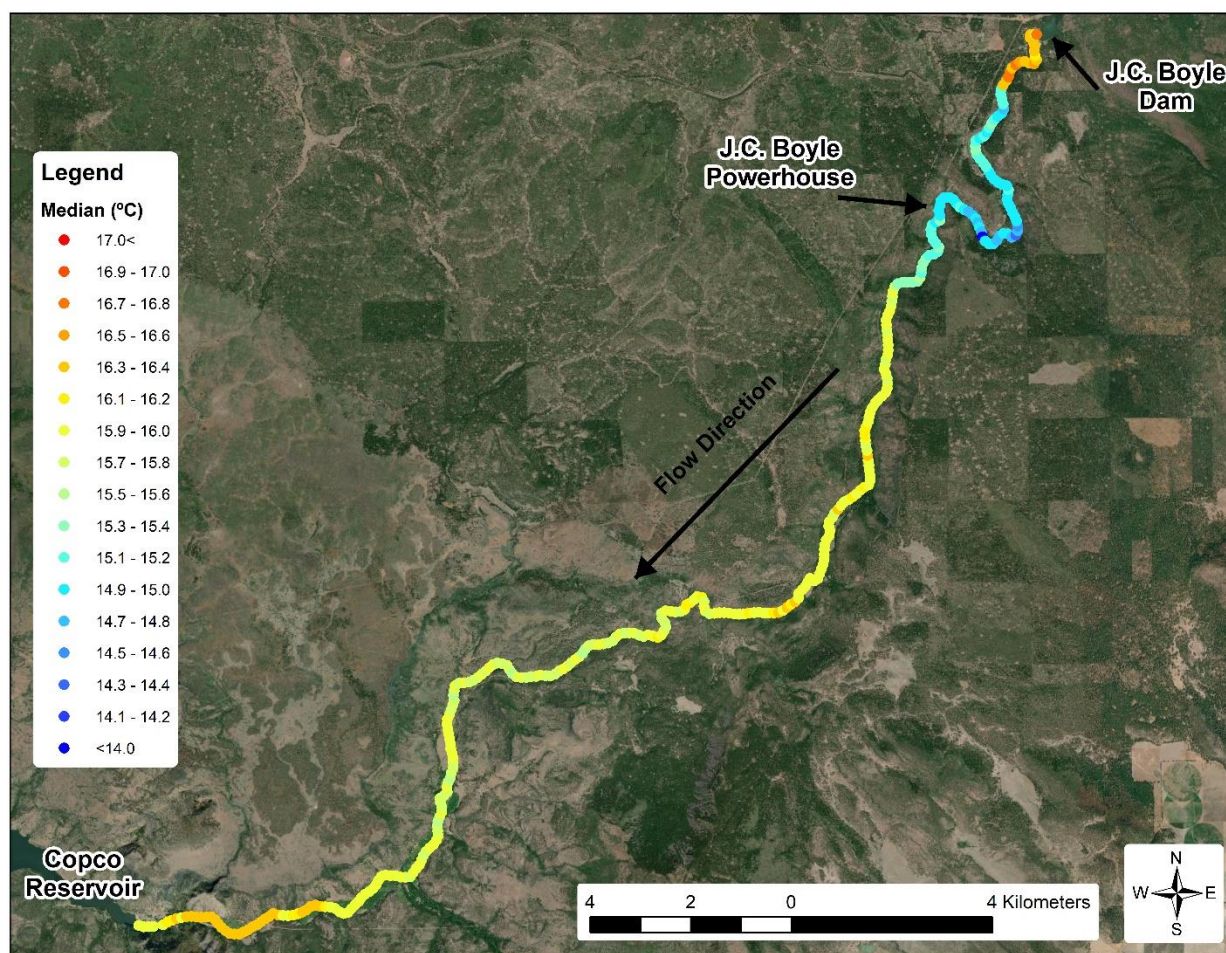 J.C. Boyle
Dam
J.C. Boyle
Powerhouse
Legend
Median (ºC)
17.0<
16.9 - 17.0
16.7 - 16.8
16.5 - 16.6
16.3 - 16.4
16.1 - 16.2
15.9 - 16.0
15.7 - 15.8
15.5 - 15.6
15.3 - 15.4
15.1 - 15.2
14.9 - 15.0
14.7 - 14.8
14.5 - 14.6
14.3 - 14.4
14.1 - 14.2
<14.0
Flow Direction
Copco
Reservoir
4 2 0 4 Kilometers
N
W E
S